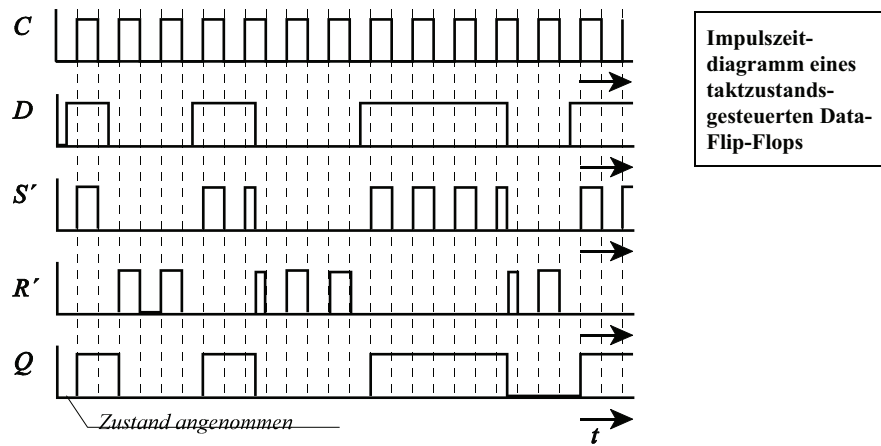 C
Impulszeit-
diagramm eines
taktzustands-
gesteuerten Data-
Flip-Flops
D
S´
R´
Q
Zustand angenommen
t